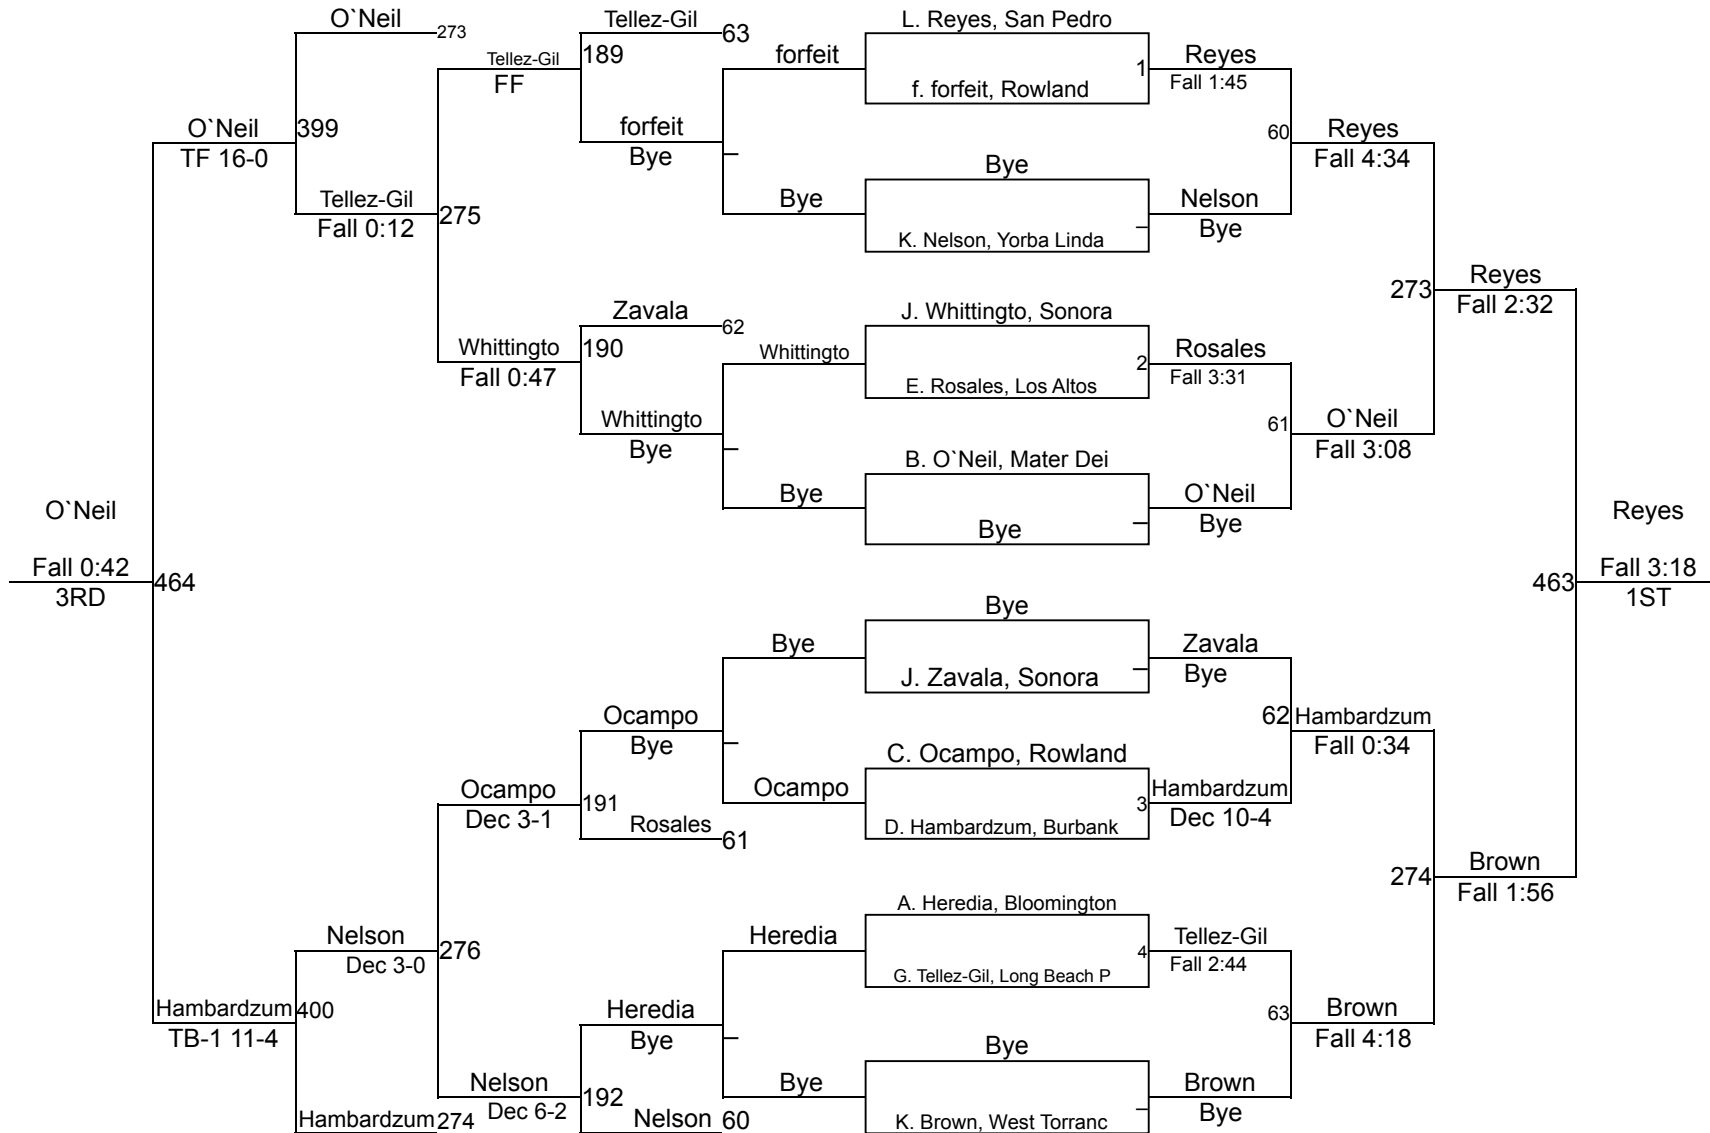 O`Neil
273
Tellez-Gil
63
L. Reyes, San Pedro
Tellez-Gil
FF
189
forfeit
1
f. forfeit, Rowland
Reyes
Fall 1:45
O`Neil
TF 16-0
399
forfeit
Bye
–
Bye
60
Reyes
Fall 4:34
Tellez-Gil
Fall 0:12
275
Bye
K. Nelson, Yorba Linda
–
Nelson
Bye
273
Reyes
Fall 2:32
Zavala
62
J. Whittingto, Sonora
Whittingto
Fall 0:47
190
Whittingto
2
E. Rosales, Los Altos
Rosales
Fall 3:31
Whittingto
Bye
–
61
O`Neil
Fall 3:08
B. O`Neil, Mater Dei
Bye
Bye
–
O`Neil
Bye
O`Neil
Fall 0:42
3RD
464
463
Reyes
Fall 3:18
1ST
Bye
Bye
J. Zavala, Sonora
–
Zavala
Bye
Ocampo
Bye
–
62
Hambardzum
Fall 0:34
C. Ocampo, Rowland
Ocampo
Dec 3-1
191
Ocampo
3
D. Hambardzum, Burbank
Hambardzum
Dec 10-4
Rosales
61
274
Brown
Fall 1:56
A. Heredia, Bloomington
Nelson
Dec 3-0
276
Heredia
4
G. Tellez-Gil, Long Beach P
Tellez-Gil
Fall 2:44
Hambardzum
TB-1 11-4
400
Heredia
Bye
–
63
Brown
Fall 4:18
Bye
Nelson
Dec 6-2
192
Bye
K. Brown, West Torranc
–
Brown
Bye
Hambardzum
274
Nelson
60